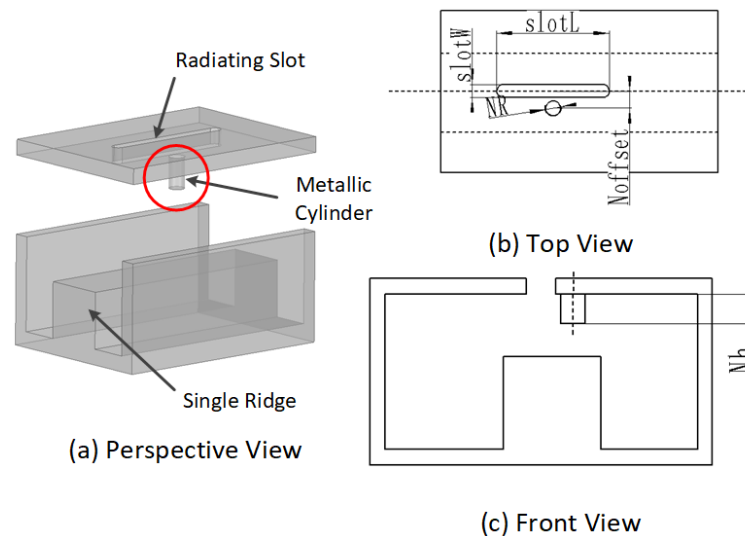 Radiating Slot
Metallic
Cylinder
Single Ridge
(a) Perspective View
slotW
slotL
NR
Noffset
(b) Top View
Nh
(c) Front View